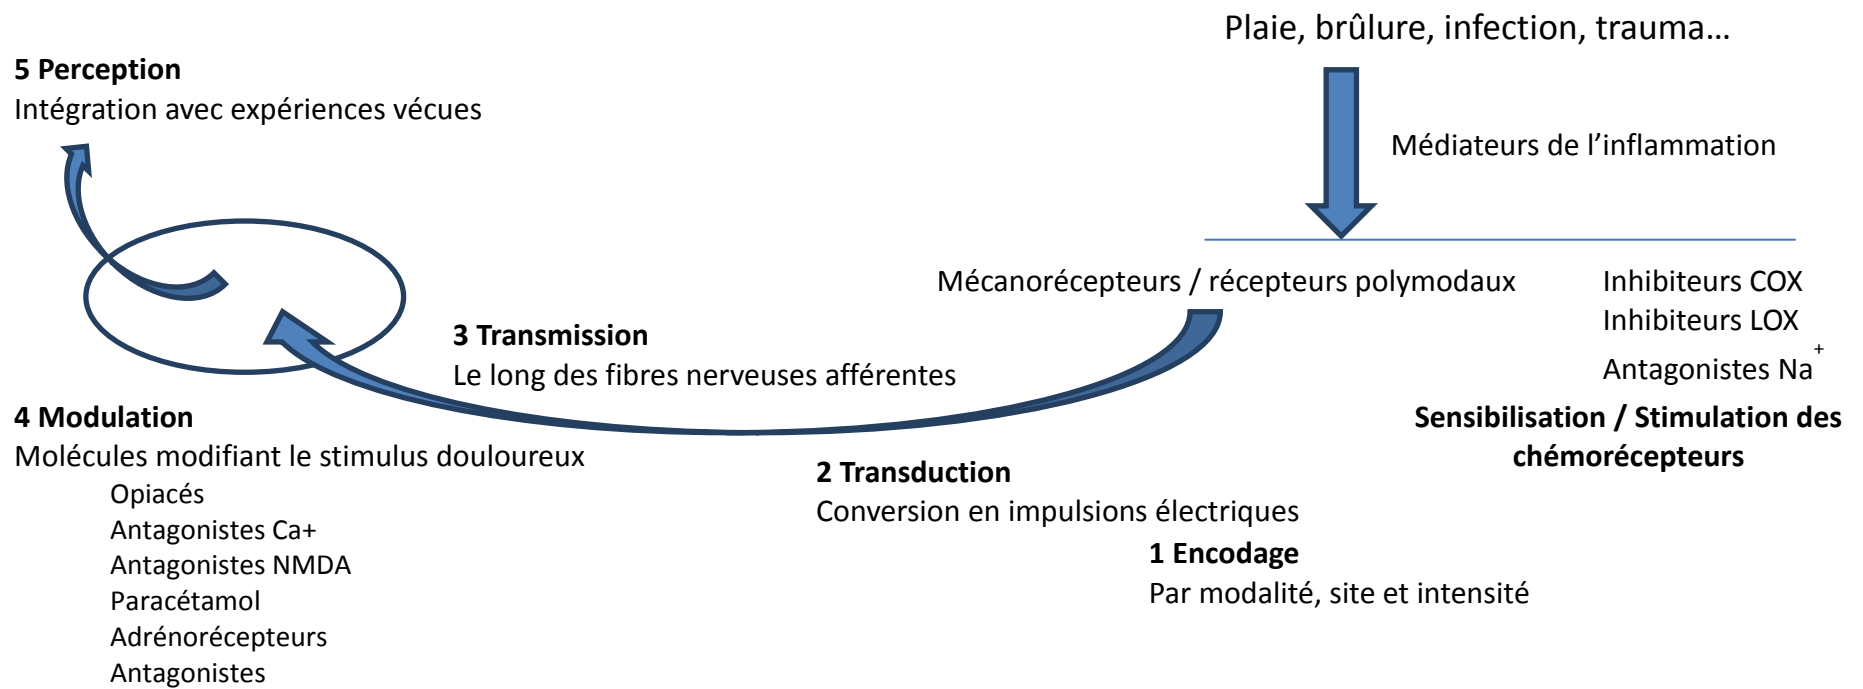 Plaie, brûlure, infection, trauma…
5 Perception
Intégration avec expériences vécues
Médiateurs de l’inflammation
Mécanorécepteurs / récepteurs polymodaux
Inhibiteurs COX
Inhibiteurs LOX
Antagonistes Na+
3 Transmission
Le long des fibres nerveuses afférentes
Sensibilisation / Stimulation des
chémorécepteurs
4 Modulation
Molécules modifiant le stimulus douloureux
Opiacés
Antagonistes Ca+
Antagonistes NMDA
Paracétamol
Adrénorécepteurs
Antagonistes
2 Transduction
Conversion en impulsions électriques
1 Encodage
Par modalité, site et intensité